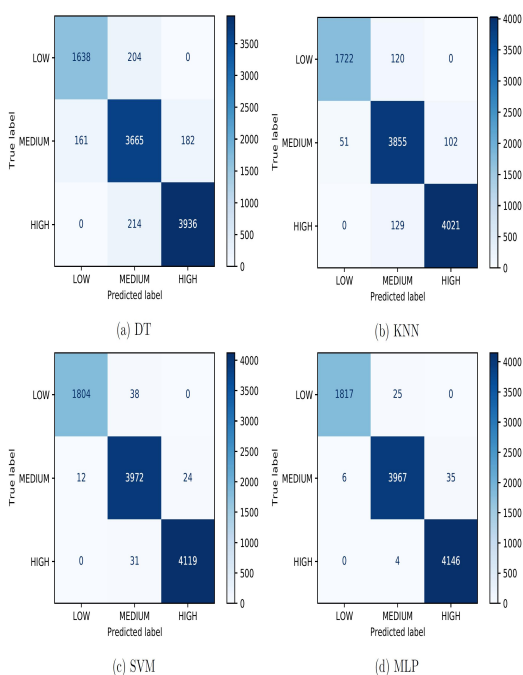 LOW
MEDIUM
HIGH
True label
1638 204 0
161 3665 182
0 214 3936
LOW MEDIUM HIGH
Predicted label
3500
3000
2500
2000
1500
1000
500
0
(a) DT
LOW
MEDIUM
HIGH
True label
1722 120 0
51 3855 102
0 129 4021
LOW MEDIUM HIGH
Predicted label
4000
3500
3000
2500
2000
1500
1000
500
0
(b) KNN
LOW
MEDIUM
HIGH
True label
1804 38 0
12 3972 24
0 31 4119
LOW MEDIUM HIGH
Predicted label
4000
3500
3000
2500
2000
1500
1000
500
0
(c) SVM
LOW
MEDIUM
HIGH
True label
1817 25 0
6 3967 35
0 4 4146
LOW MEDIUM HIGH
Predicted label
4000
3500
3000
2500
2000
1500
1000
500
0
(d) MLP